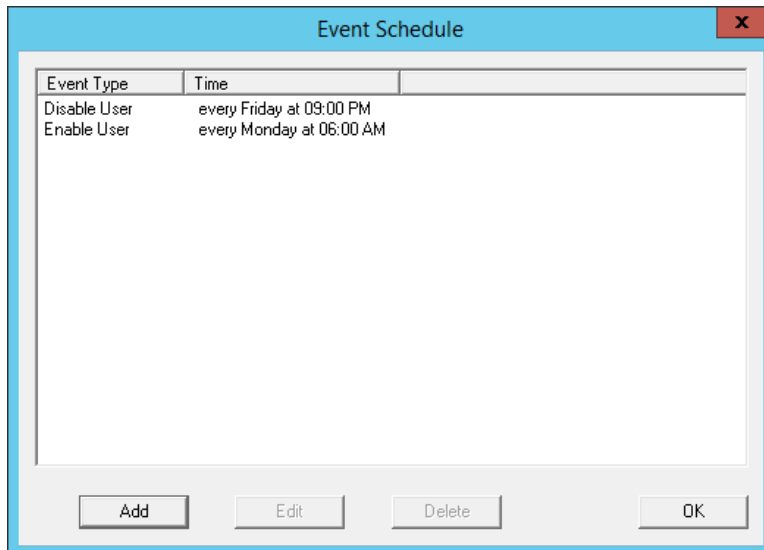 Event Schedule
x
Event Type Time
Disable User every Friday at 09:00 PM
Enable User every Monday at 06:00 AM
Add Edit Delete OK